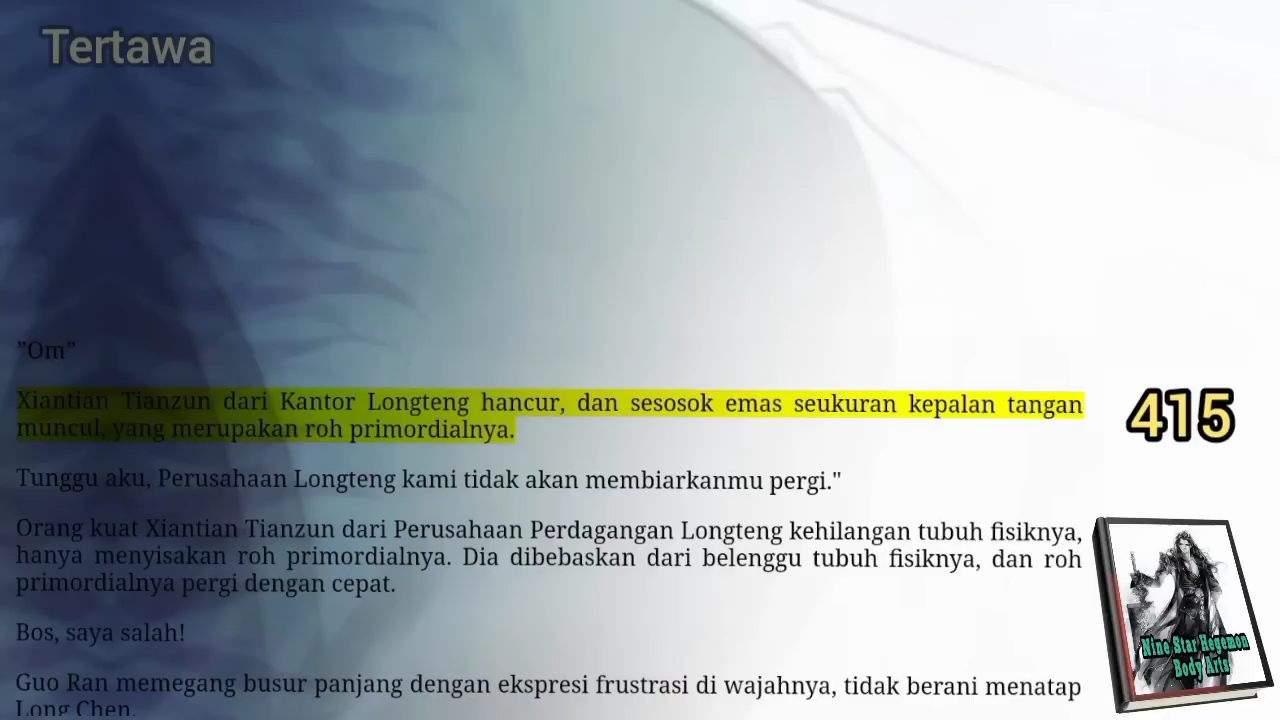 Tertawa
”Om”
Xiantian Tianzun dari Kantor Longteng hancur, dan sesosok emas seukuran kepalan tangan
muncul, yang merupakan roh primordialnya.
415
Tunggu aku, Perusahaan Longteng kami tidak akan membiarkanmu pergi."
Orang kuat Xiantian Tianzun dari Perusahaan Perdagangan Longteng kehilangan tubuh fisiknya,
hanya menyisakan roh primordialnya. Dia dibebaskan dari belenggu tubuh fisiknya, dan roh
primordialnya pergi dengan cepat.
Bos, saya salah!
Guo Ran memegang busur panjang dengan ekspresi frustrasi di wajahnya, tidak berani menatap
Long Chen.
Nine Star Hegemon
Body Arts